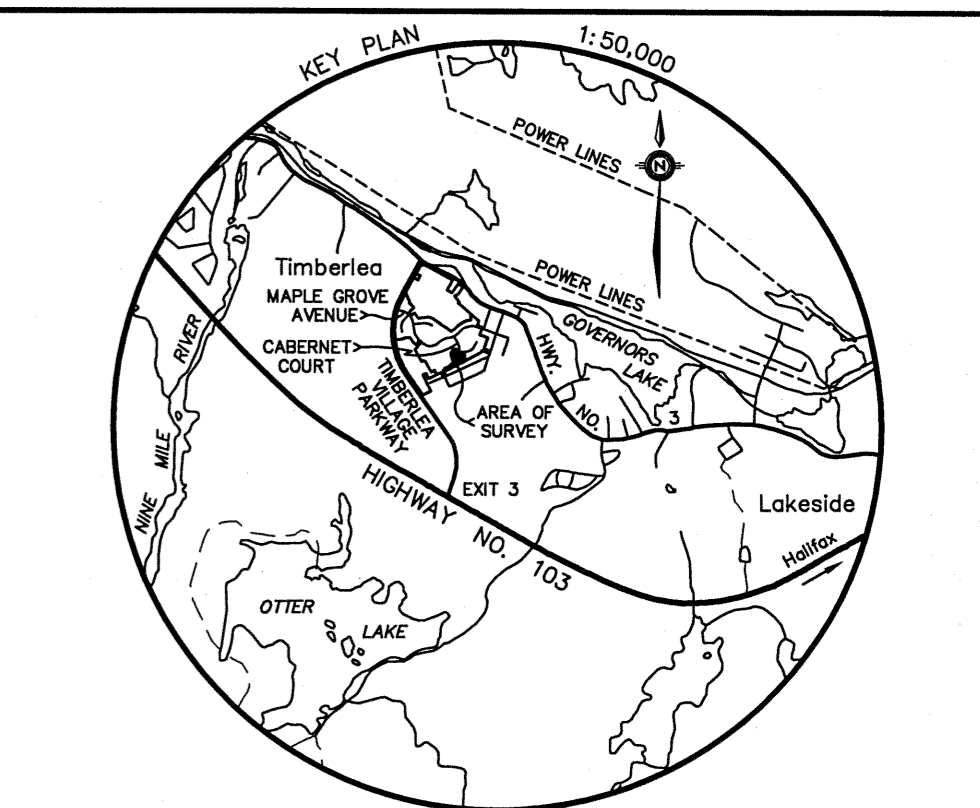 KEY PLAN 1:50,000
POWER LINES
N
Timberlea
POWER LINES
MAPLE GROVE
AVENUE
CABERNET
COURT
RIVER
GOVERNORS
LAKE
HWY.
NO.
3
TIMBERLEA
VILLAGE
PARKWAY
AREA OF
SURVEY
NINE MILE
HIGHWAY NO. 103
EXIT 3
Lakeside
Halifax
OTTER
LAKE